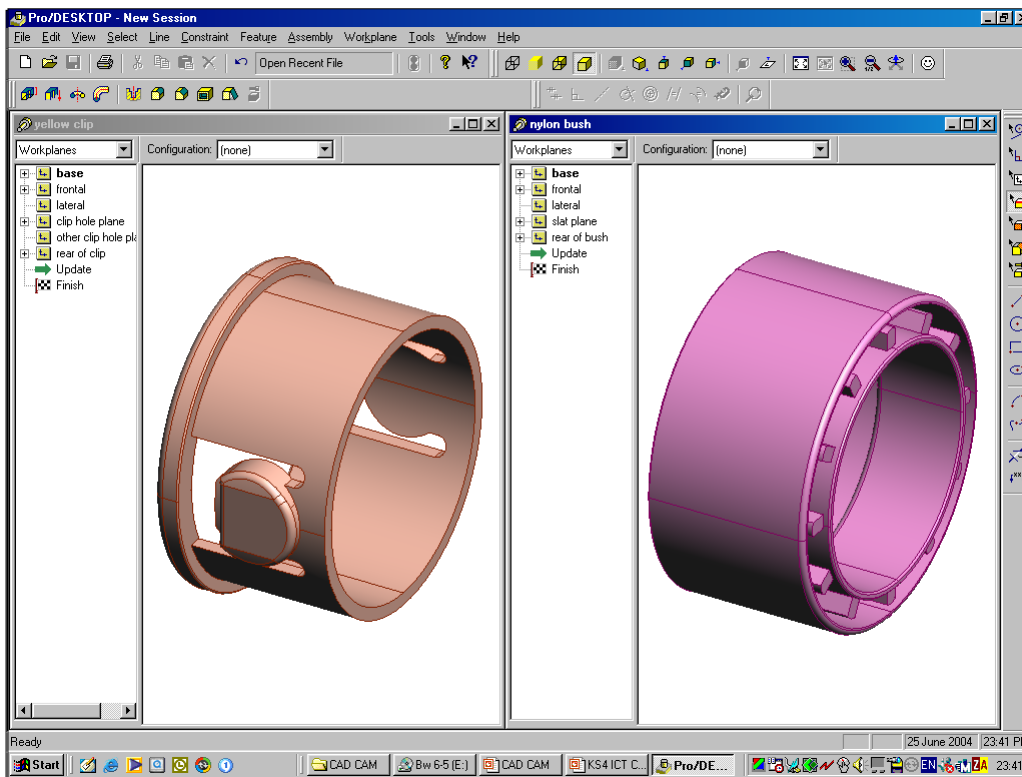 Pro/DESKTOP - New Session
File Edit View Select Line Constraint Feature Assembly Workplane Tools Window Help
Open Recent File
yellow clip
Workplanes Configuration: (none)
base
frontal
lateral
clip hole plane
other clip hole pla
rear of clip
Update
Finish
nylon bush
Workplanes Configuration: (none)
base
frontal
lateral
slat plane
rear of bush
Update
Finish
Ready
25 June 2004 23:41 P
Start CAD CAM Bw 6-5 (E:) CAD CAM KS4 ICT C... Pro/DE... EN ZA 23:41